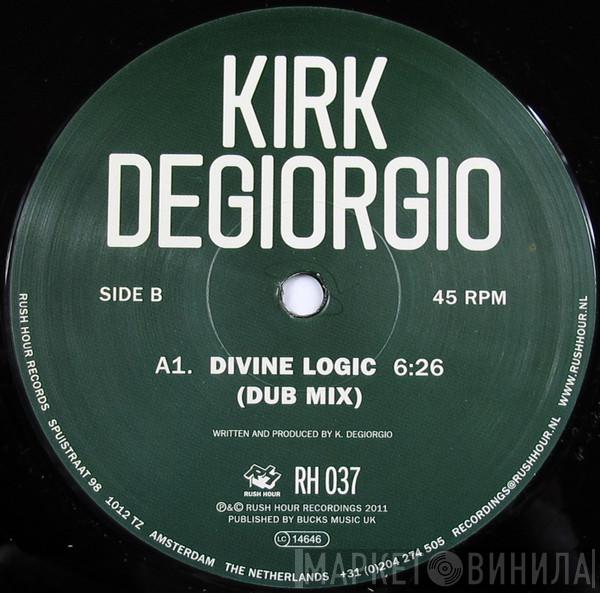 KIRK
DEGIORGIO
SIDE B
45 RPM
A1. DIVINE LOGIC 6:26
(DUB MIX)
WRITTEN AND PRODUCED BY K. DEGIORGIO
RUSH HOUR
RH 037
℗&© RUSH HOUR RECORDINGS 2011
PUBLISHED BY BUCKS MUSIC UK
LC 14646
RUSH HOUR RECORDS SPUISTRAAT 98 1012 TZ AMSTERDAM THE NETHERLANDS +31 (0)204 274 505 RECORDINGS@RUSHHOUR.NL WWW.RUSHHOUR.NL
МАРКЕТ ВИНИЛА